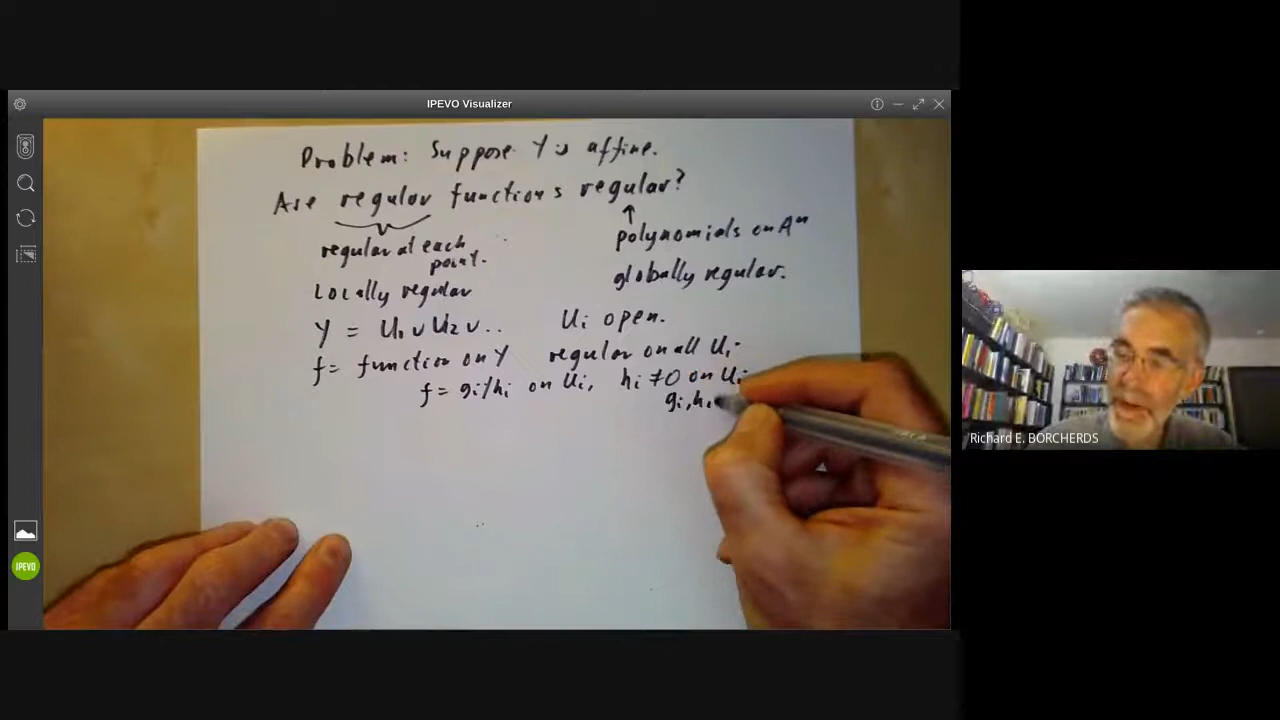 IPEVO Visualizer
Problem: Suppose Y is affine.
Are regular functions regular?
regular at each point.
polynomials on Aⁿ
Locally regular
globally regular.
Y = U₁ ∪ U₂ ∪ ..
Uᵢ open.
f = function on Y regular on all Uᵢ
f = gᵢ/hᵢ on Uᵢ, hᵢ ≠ 0 on Uᵢ
gᵢ, hᵢ
Richard E. BORCHERDS
IPEVO